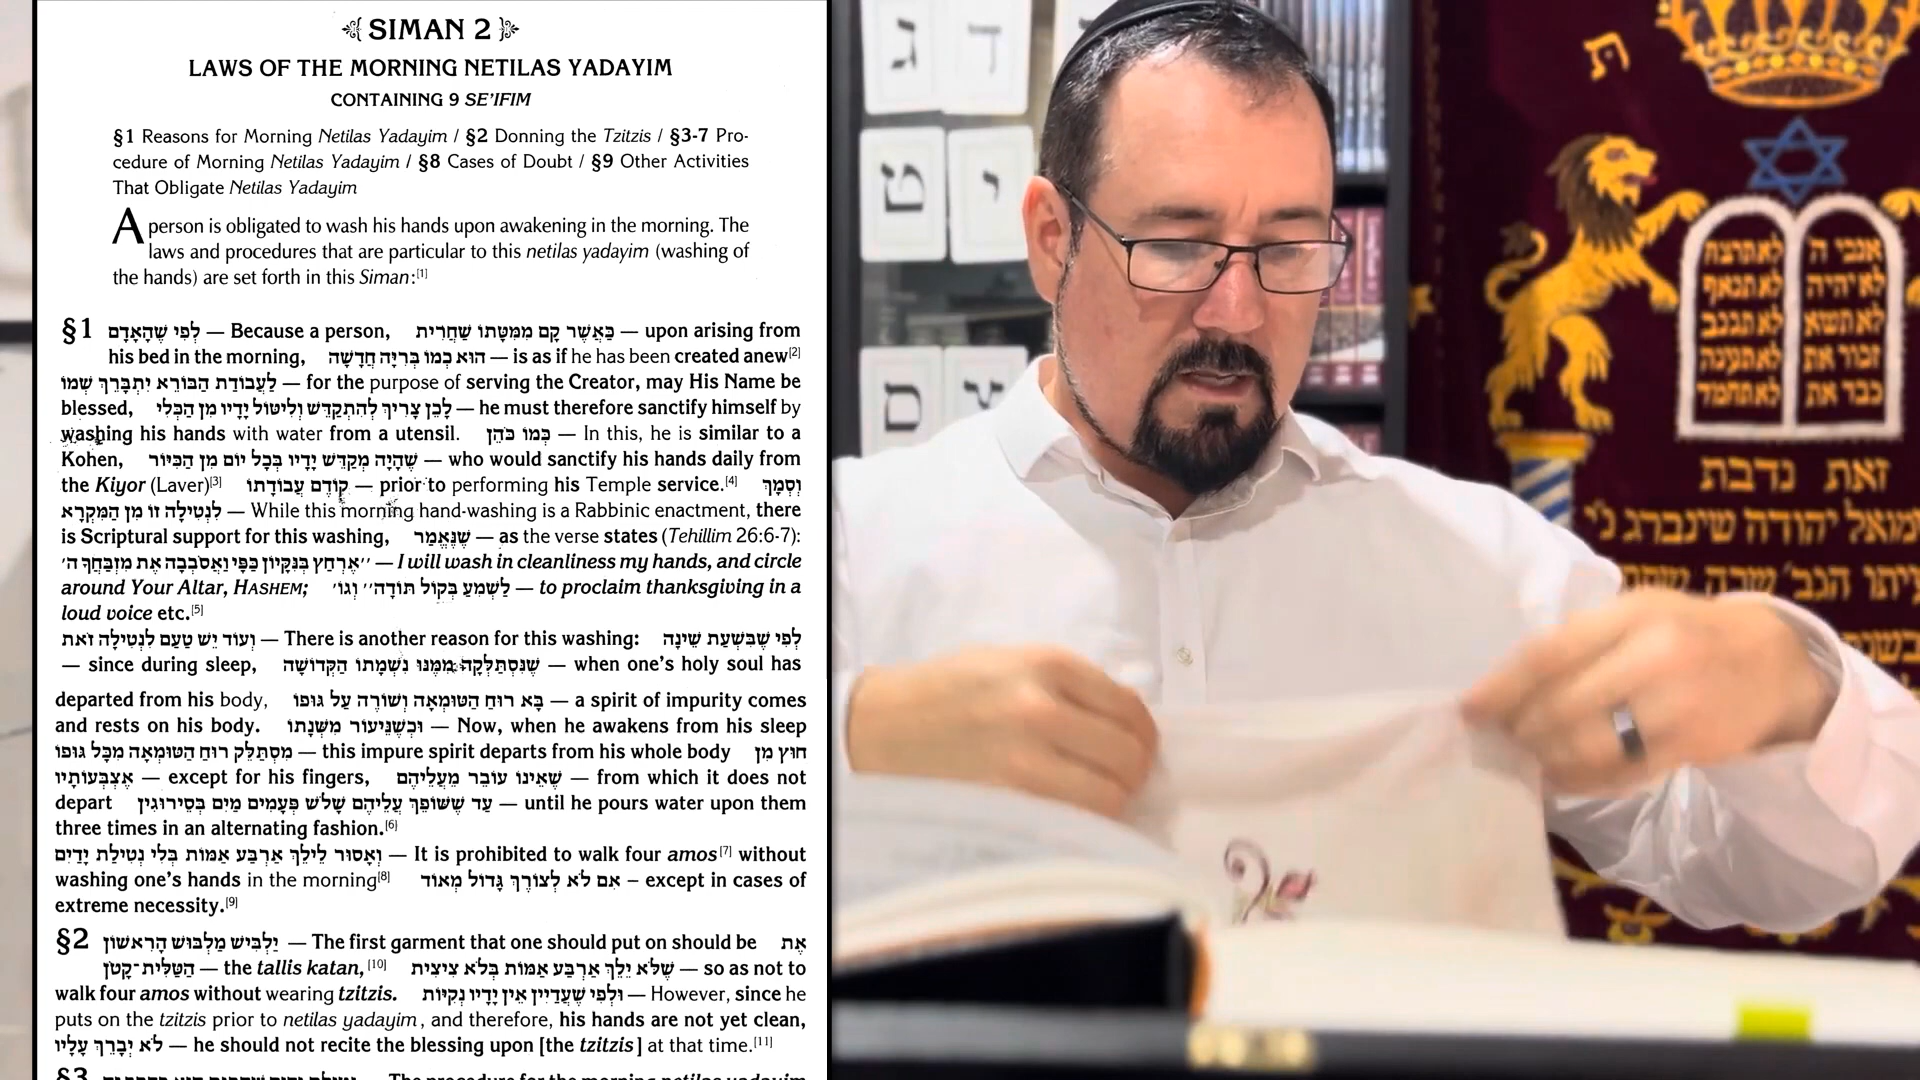 SIMAN 2
LAWS OF THE MORNING NETILAS YADAYIM
CONTAINING 9 SE'IFIM
§1 Reasons for Morning Netilas Yadayim / §2 Donning the Tzitzis / §3-7 Pro-
cedure of Morning Netilas Yadayim / §8 Cases of Doubt / §9 Other Activities
That Obligate Netilas Yadayim
A person is obligated to wash his hands upon awakening in the morning. The
laws and procedures that are particular to this netilas yadayim (washing of
the hands) are set forth in this Siman:[1]
§1 לְפִי שֶׁהָאָדָם — Because a person, כַּאֲשֶׁר קָם מִמִּטָּתוֹ שַׁחֲרִית — upon arising from
his bed in the morning, הוּא כְמוֹ בְּרִיָּה חֲדָשָׁה — is as if he has been created anew[2]
לַעֲבוֹדַת הַבּוֹרֵא יִתְבָּרֵךְ שְׁמוֹ — for the purpose of serving the Creator, may His Name be
blessed, לָכֵן צָרִיךְ לְהִתְקַדֵּשׁ וְלִיטּוֹל יָדָיו מִן הַכְּלִי — he must therefore sanctify himself by
washing his hands with water from a utensil. כְּמוֹ כֹּהֵן — In this, he is similar to a
Kohen, שֶׁהָיָה מְקַדֵּשׁ יָדָיו בְּכָל יוֹם מִן הַכִּיּוֹר — who would sanctify his hands daily from
the Kiyor (Laver)[3] קוֹדֶם עֲבוֹדָתוֹ — prior to performing his Temple service.[4] וְסֶמֶךְ
לִנְטִילָה זוֹ מִן הַמִּקְרָא — While this morning hand-washing is a Rabbinic enactment, there
is Scriptural support for this washing, שֶׁנֶּאֱמַר — as the verse states (Tehillim 26:6-7):
״אֶרְחַץ בְּנִקָּיוֹן כַּפָּי וַאֲסֹבְבָה אֶת מִזְבַּחֲךָ ה׳ — I will wash in cleanliness my hands, and circle
around Your Altar, HASHEM; לַשְׁמִעַ בְּקוֹל תּוֹדָה״ וְגוֹ׳ — to proclaim thanksgiving in a
loud voice etc.[5]
וְעוֹד יֵשׁ טַעַם לִנְטִילָה זֹאת — There is another reason for this washing: לְפִי שֶׁבִּשְׁעַת שֵׁינָה
— since during sleep, שֶׁנִּסְתַּלְּקָה מִמֶּנּוּ נִשְׁמָתוֹ הַקְּדוֹשָׁה — when one's holy soul has
departed from his body, בָּא רוּחַ הַטּוּמְאָה וְשׁוֹרֶה עַל גּוּפוֹ — a spirit of impurity comes
and rests on his body. וּכְשֶׁנֵּיעוֹר מִשְּׁנָתוֹ — Now, when he awakens from his sleep
מִסְתַּלֵּק רוּחַ הַטּוּמְאָה מִכָּל גּוּפוֹ — this impure spirit departs from his whole body חוּץ מִן
אֶצְבְּעוֹתָיו — except for his fingers, שֶׁאֵינוֹ עוֹבֵר מֵעֲלֵיהֶם — from which it does not
depart עַד שֶׁשּׁוֹפֵךְ עֲלֵיהֶם שָׁלֹשׁ פְּעָמִים מַיִם בְּסֵירוּגִין — until he pours water upon them
three times in an alternating fashion.[6]
וְאָסוּר לֵילֵךְ אַרְבַּע אַמּוֹת בְּלִי נְטִילַת יָדַיִם — It is prohibited to walk four amos[7] without
washing one's hands in the morning[8] אִם לֹא לְצוֹרֶךְ גָּדוֹל מְאוֹד – except in cases of
extreme necessity.[9]
§2 יַלְבִּישׁ מַלְבּוּשׁ הָרִאשׁוֹן — The first garment that one should put on should be אֶת
הַטַּלִּית־קָטֹן — the tallis katan,[10] שֶׁלֹּא יֵלֵךְ אַרְבַּע אַמּוֹת בְּלֹא צִיצִית — so as not to
walk four amos without wearing tzitzis. וּלְפִי שֶׁעֲדַיִין אֵין יָדָיו נְקִיּוֹת — However, since he
puts on the tzitzis prior to netilas yadayim, and therefore, his hands are not yet clean,
לֹא יְבָרֵךְ עָלָיו — he should not recite the blessing upon [the tzitzis] at that time.[11]
§3 — The procedure for the morning netilas yadayim
ג ד
ט י
ס צ
ת
אנכי ה לא תרצח
לא יהיה לא תנאף
לא תשא לא תגנב
זכור את לא תענה
כבד את לא תחמד
זאת נדבת
שמואל יהודה שינברג ני